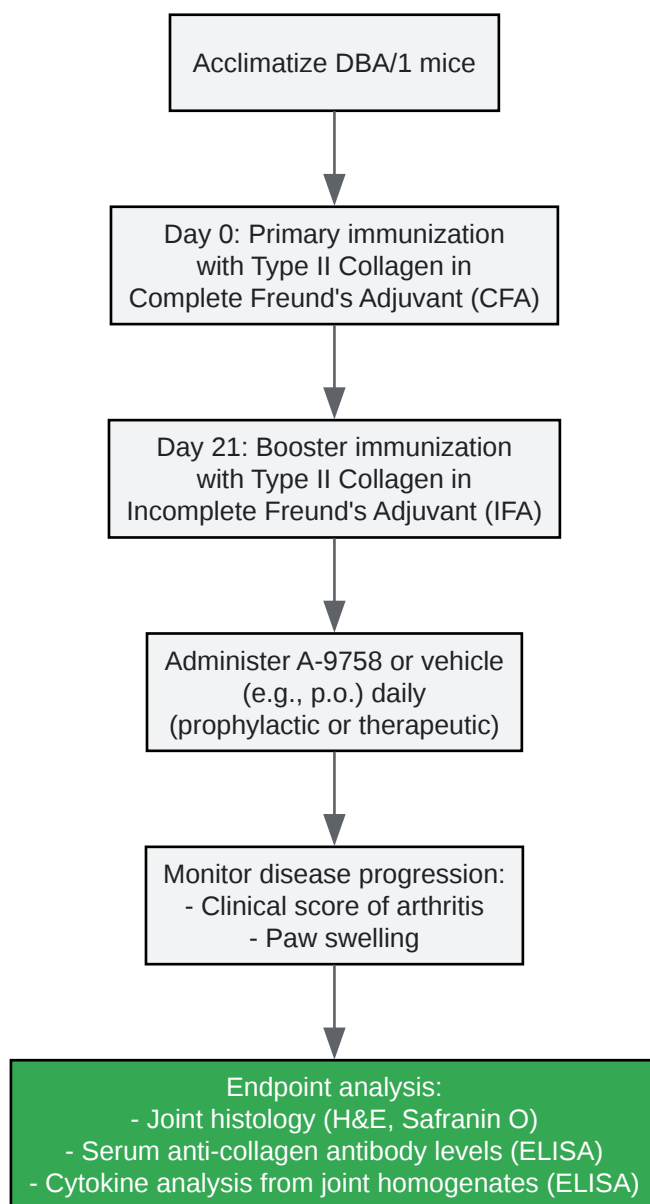 Acclimatize DBA/1 mice
Day 0: Primary immunization
with Type II Collagen in
Complete Freund's Adjuvant (CFA)
Day 21: Booster immunization
with Type II Collagen in
Incomplete Freund's Adjuvant (IFA)
Administer A-9758 or vehicle
(e.g., p.o.) daily
(prophylactic or therapeutic)
Monitor disease progression:
- Clinical score of arthritis
- Paw swelling
Endpoint analysis:
- Joint histology (H&E, Safranin O)
- Serum anti-collagen antibody levels (ELISA)
- Cytokine analysis from joint homogenates (ELISA)